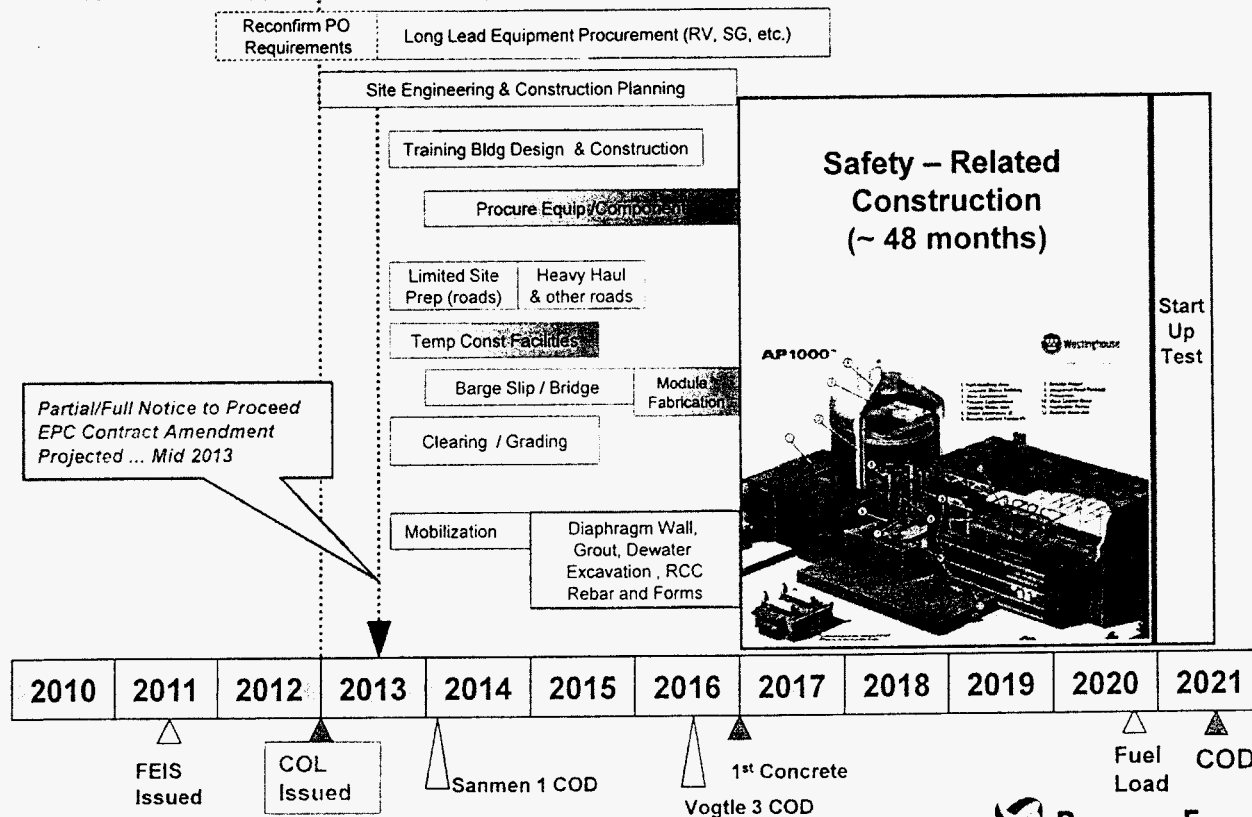 Reconfirm PO
Requirements
Long Lead Equipment Procurement (RV, SG, etc.)
Site Engineering & Construction Planning
Training Bldg Design & Construction
Procure Equip/Component
Limited Site
Prep (roads)
Heavy Haul
& other roads
Temp Const Facilities
Barge Slip / Bridge
Module
Fabrication
Clearing / Grading
Mobilization
Diaphragm Wall,
Grout, Dewater
Excavation , RCC
Rebar and Forms
Partial/Full Notice to Proceed
EPC Contract Amendment
Projected ... Mid 2013
Safety – Related
Construction
(~ 48 months)
AP1000
Westinghouse
Start
Up
Test
2010 2011 2012 2013 2014 2015 2016 2017 2018 2019 2020 2021
FEIS
Issued
COL
Issued
Sanmen 1 COD
Vogtle 3 COD
1st Concrete
Fuel
Load
COD